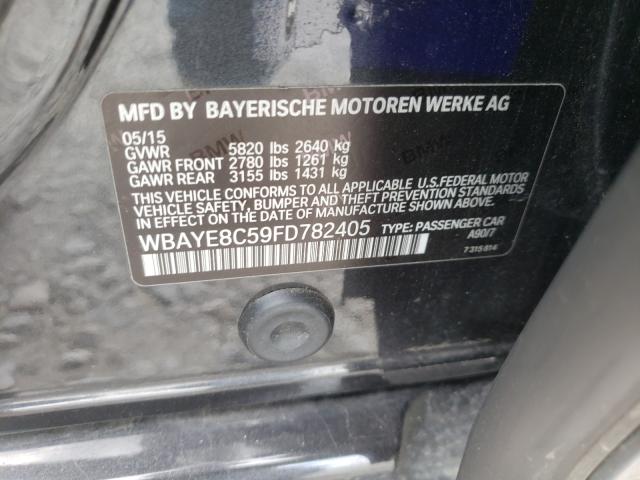 MFD BY BAYERISCHE MOTOREN WERKE AG
05/15
GVWR 5820 lbs 2640 kg
GAWR FRONT 2780 lbs 1261 kg
GAWR REAR 3155 lbs 1431 kg
THIS VEHICLE CONFORMS TO ALL APPLICABLE U.S.FEDERAL MOTOR
VEHICLE SAFETY, BUMPER AND THEFT PREVENTION STANDARDS
IN EFFECT ON THE DATE OF MANUFACTURE SHOWN ABOVE.
WBAYE8C59FD782405 TYPE: PASSENGER CAR
A90/7
7315814